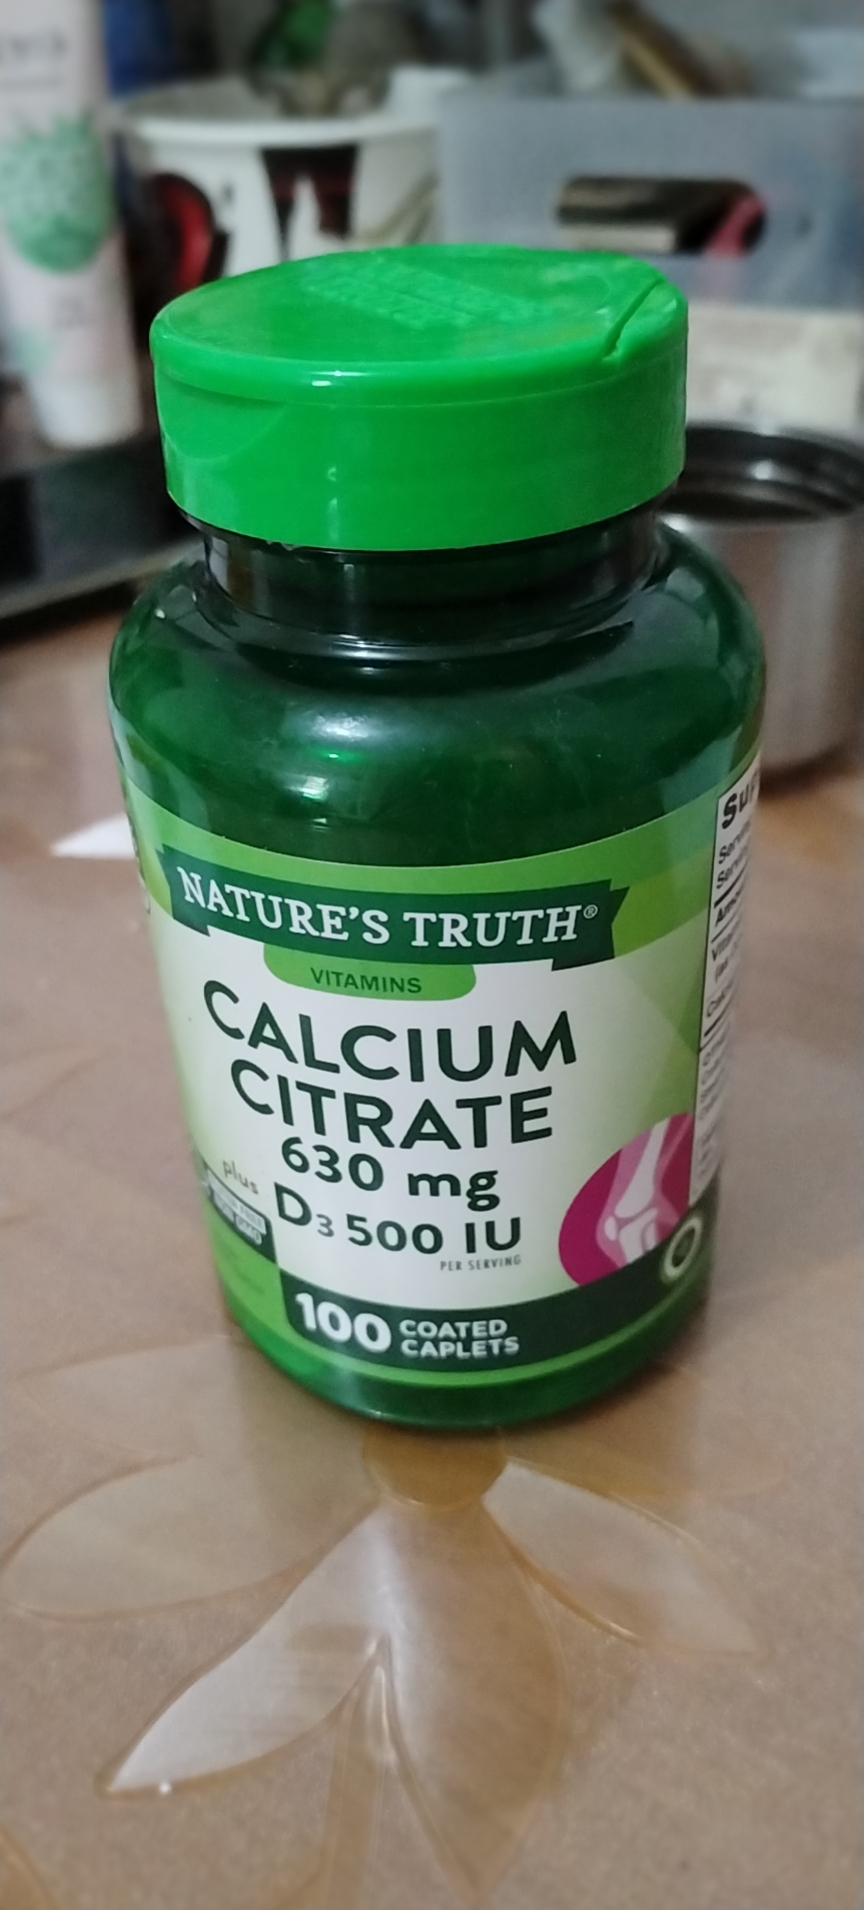 NATURE'S TRUTH®
VITAMINS
CALCIUM
CITRATE
630 mg
plus
D3 500 IU
PER SERVING
100 COATED
CAPLETS